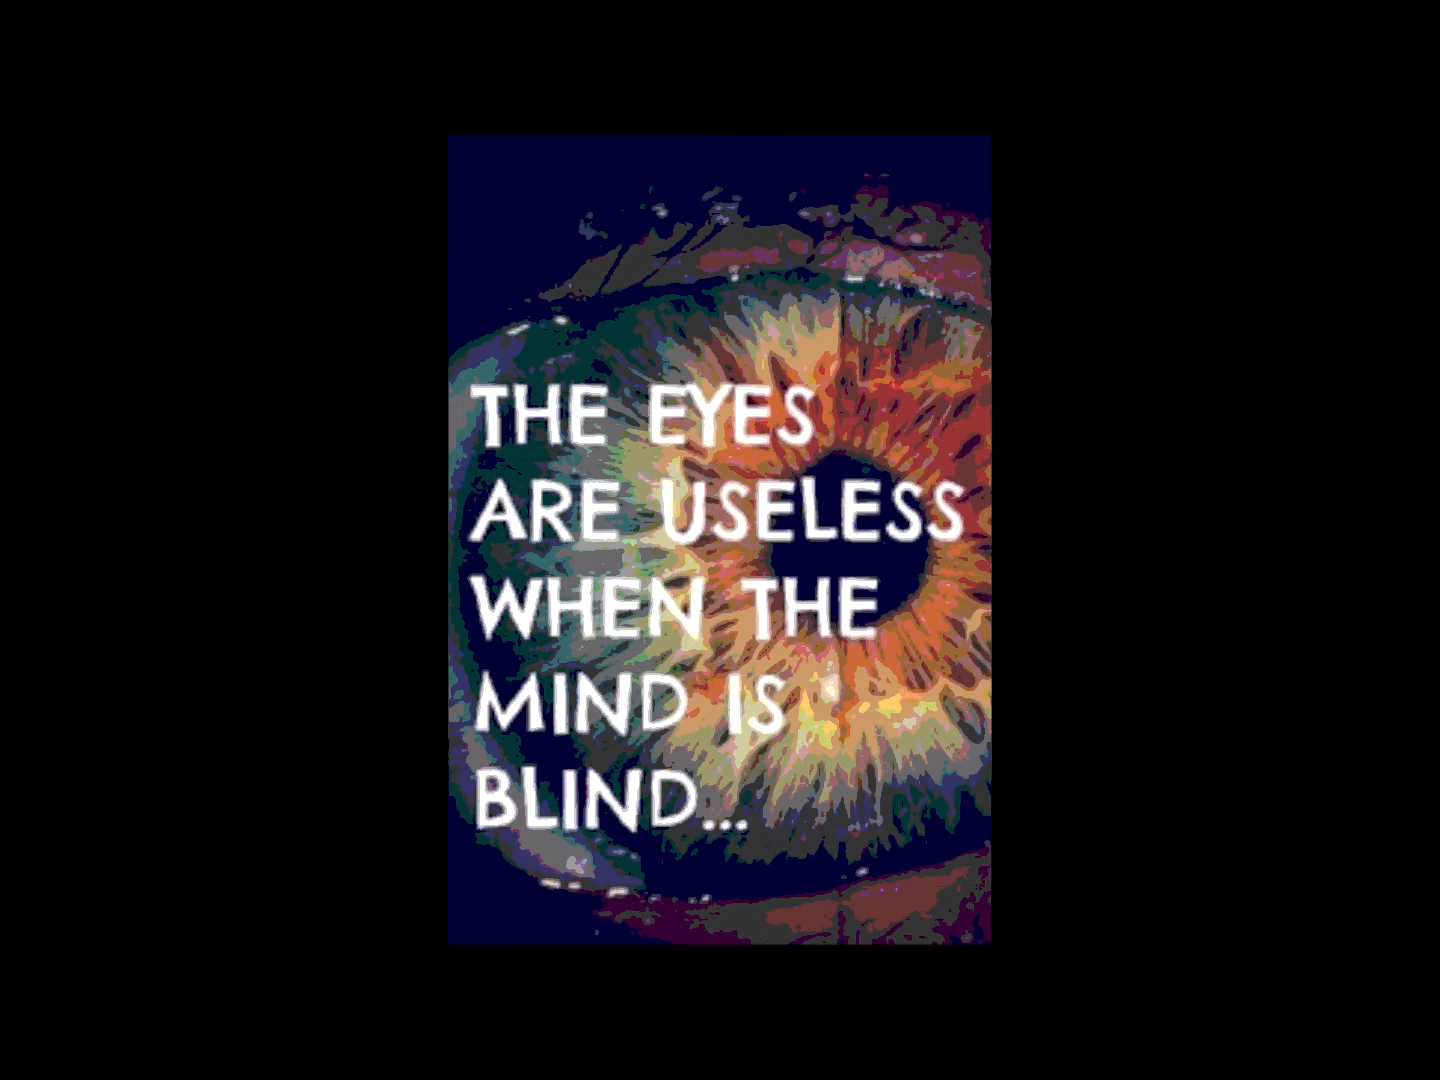 THE EYES
ARE USELESS
WHEN THE
MIND IS
BLIND...